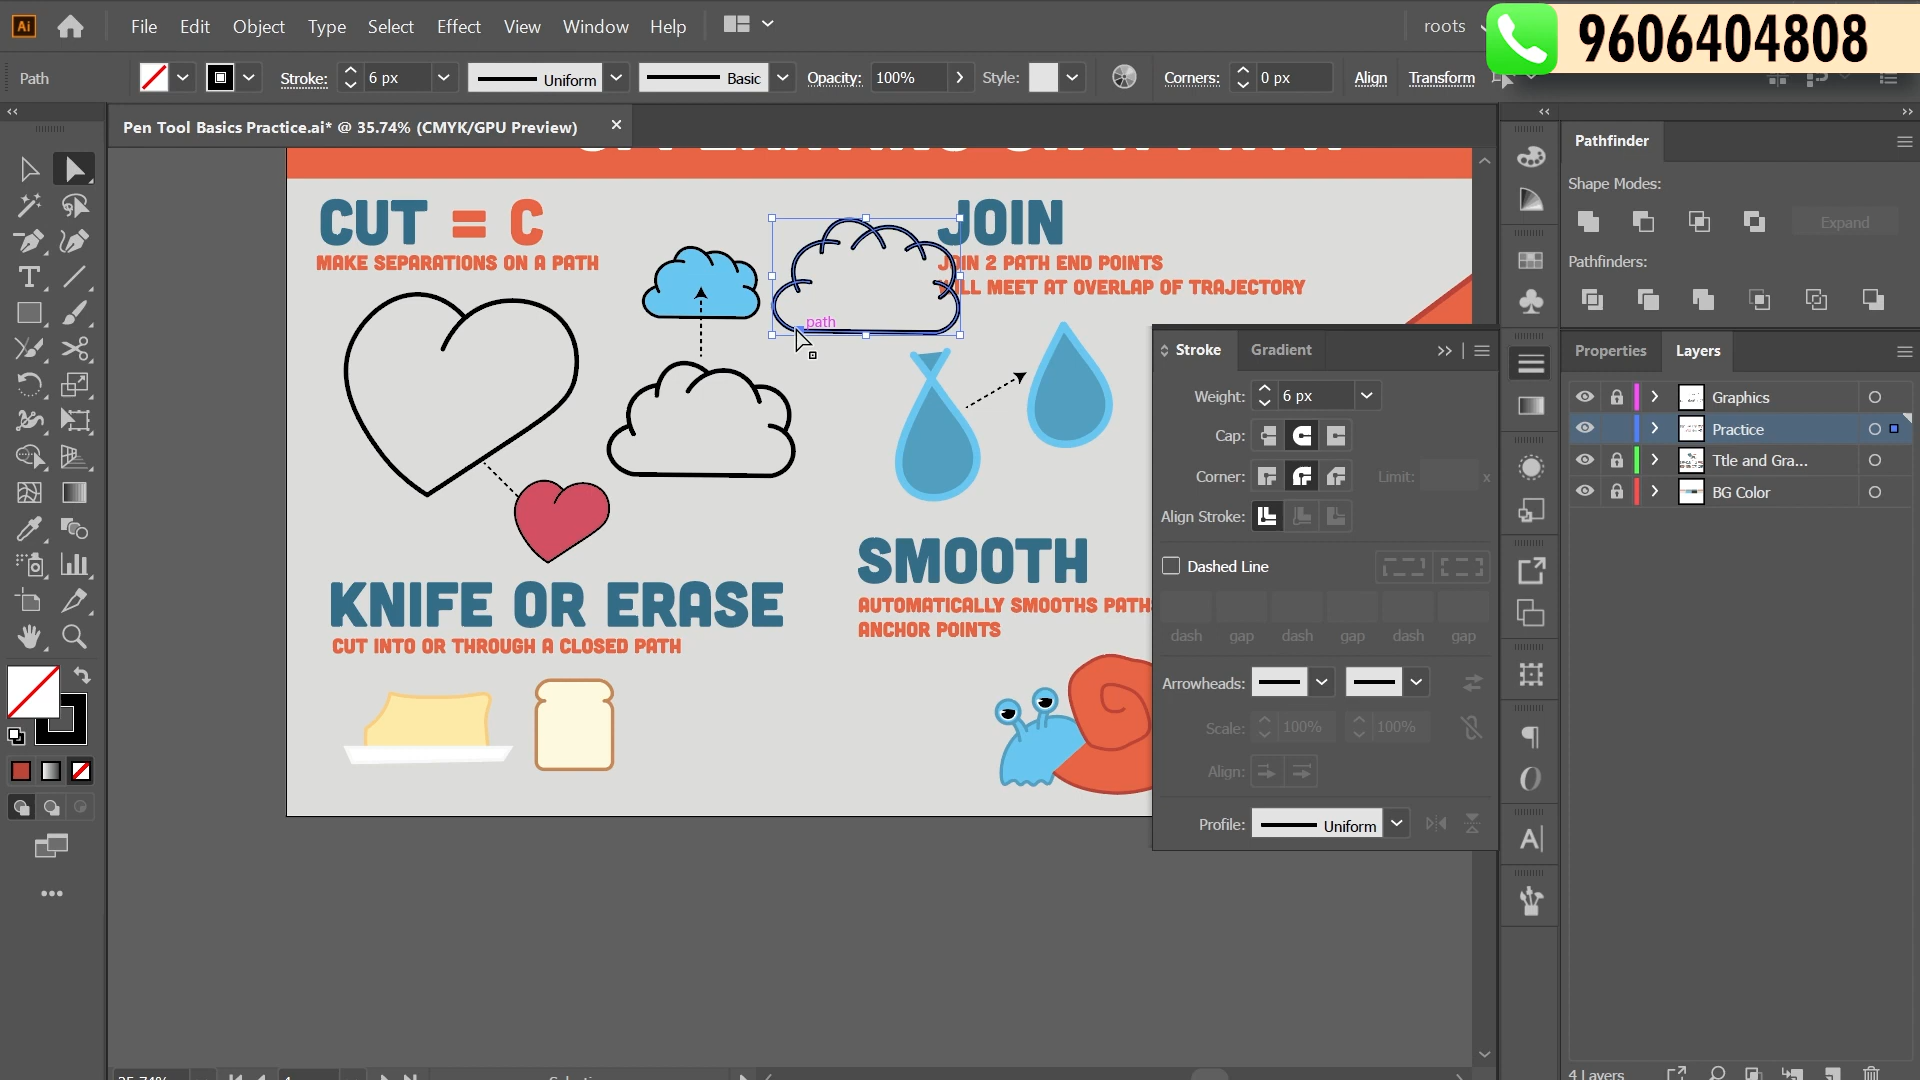 Ai File Edit Object Type Select Effect View Window Help roots
9606404808
Path Stroke: 6 px Uniform Basic Opacity: 100% Style: Corners: 0 px Align Transform
Pen Tool Basics Practice.ai* @ 35.74% (CMYK/GPU Preview)
CUT = C
MAKE SEPARATIONS ON A PATH
JOIN
JOIN 2 PATH END POINTS
WILL MEET AT OVERLAP OF TRAJECTORY
path
KNIFE OR ERASE
CUT INTO OR THROUGH A CLOSED PATH
SMOOTH
AUTOMATICALLY SMOOTHS PATHS
ANCHOR POINTS
Stroke Gradient
Weight: 6 px
Cap:
Corner: Limit: x
Align Stroke:
Dashed Line
dash gap dash gap dash gap
Arrowheads:
Scale: 100% 100%
Align:
Profile: Uniform
Pathfinder
Shape Modes:
Expand
Pathfinders:
Properties Layers
Graphics
Practice
Ttle and Gra...
BG Color
4 Layers
35.74%